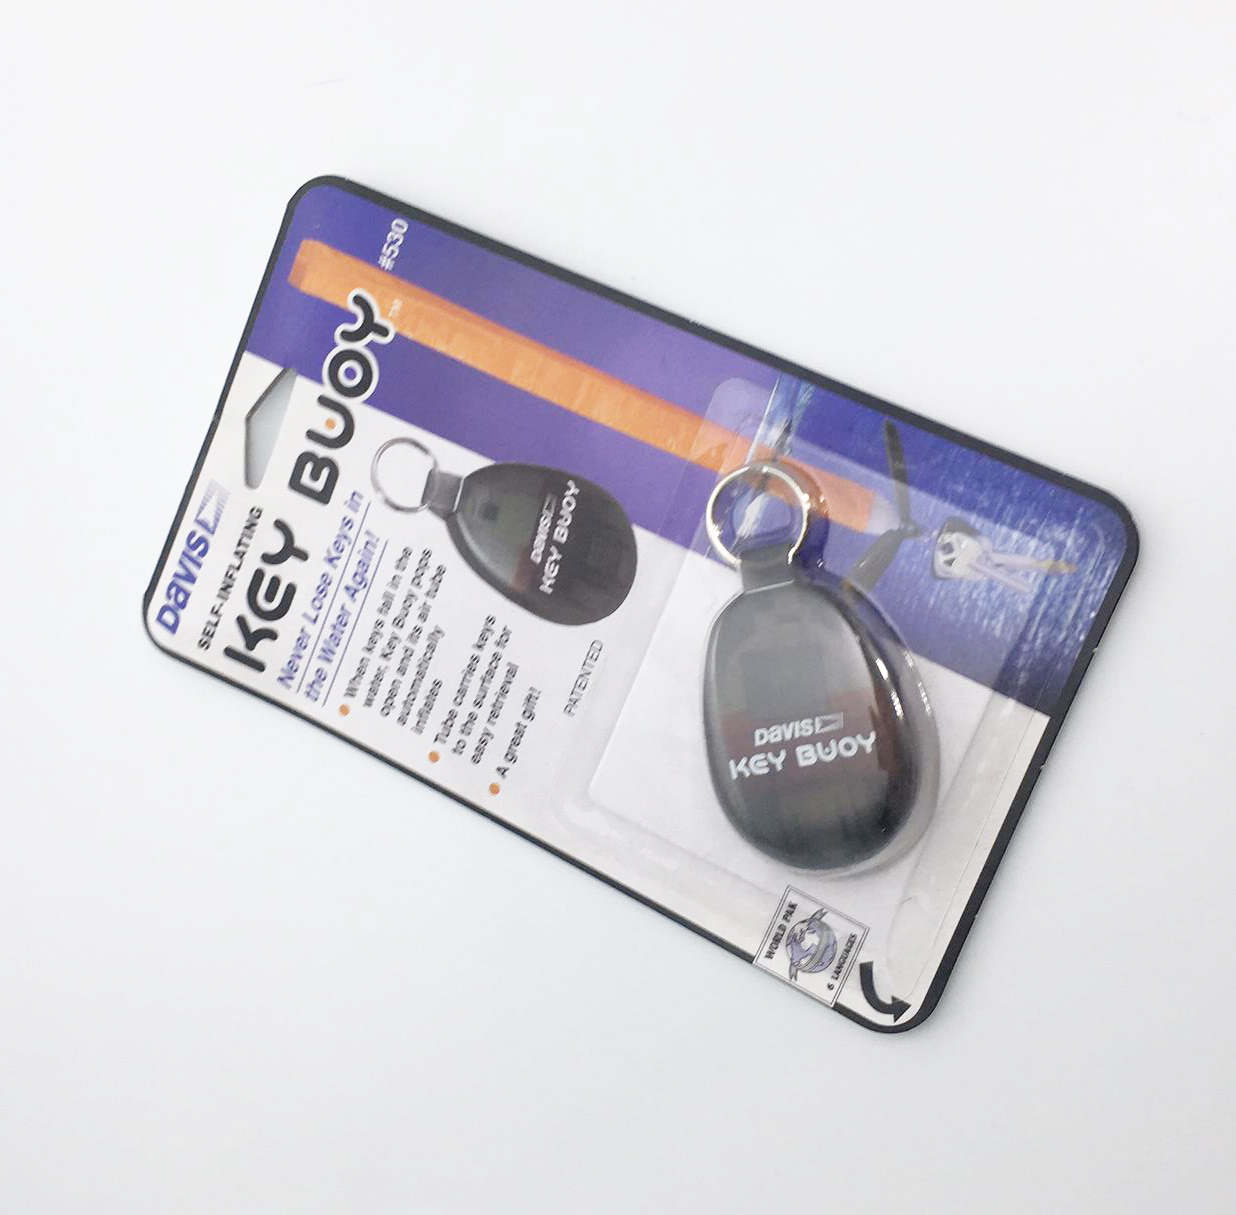 DAVIS
SELF-INFLATING
KEY BUOY™
#530
Never Lose Keys in
the Water Again!
• When keys fall in the
water, Key Buoy pops
open and its air tube
automatically
inflates
• Tube carries keys
to the surface for
easy retrieval
• A great gift!
PATENTED
DAVIS
KEY BUOY
DAVIS
KEY BUOY
WORLD PAK
6 LANGUAGES